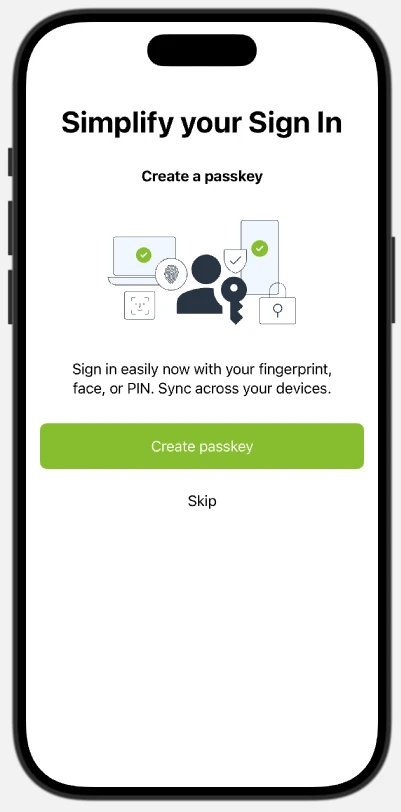 Simplify your Sign In
Create a passkey
Sign in easily now with your fingerprint,
face, or PIN. Sync across your devices.
Create passkey
Skip